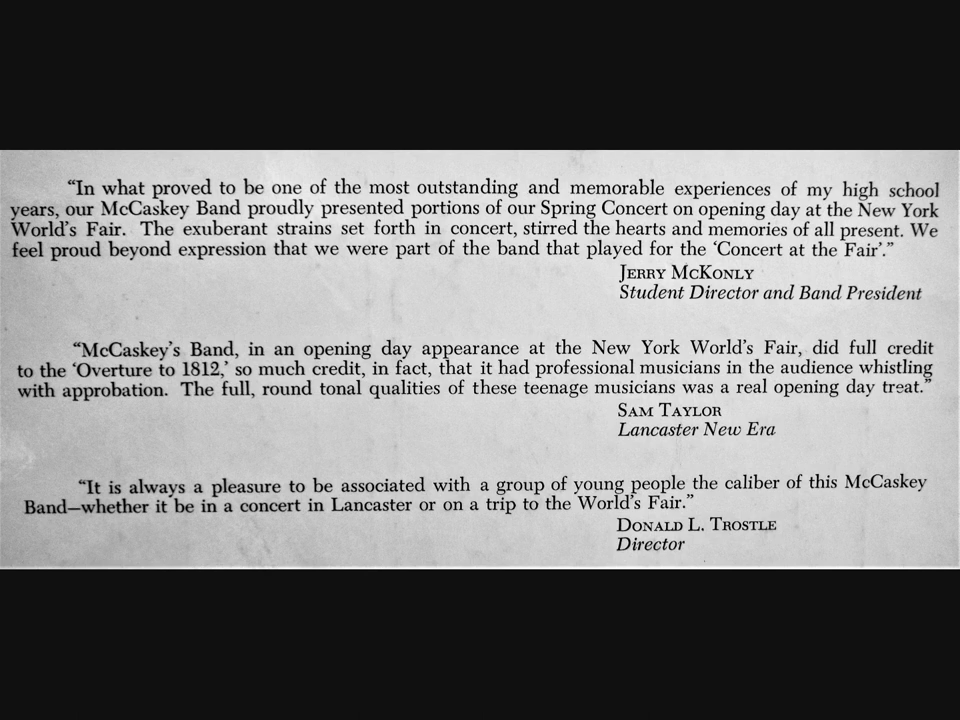 “In what proved to be one of the most outstanding and memorable experiences of my high school
years, our McCaskey Band proudly presented portions of our Spring Concert on opening day at the New York
World’s Fair. The exuberant strains set forth in concert, stirred the hearts and memories of all present. We
feel proud beyond expression that we were part of the band that played for the ‘Concert at the Fair’.”
JERRY MCKONLY
Student Director and Band President
“McCaskey’s Band, in an opening day appearance at the New York World’s Fair, did full credit
to the ‘Overture to 1812,’ so much credit, in fact, that it had professional musicians in the audience whistling
with approbation. The full, round tonal qualities of these teenage musicians was a real opening day treat.”
SAM TAYLOR
Lancaster New Era
“It is always a pleasure to be associated with a group of young people the caliber of this McCaskey
Band—whether it be in a concert in Lancaster or on a trip to the World’s Fair.”
DONALD L. TROSTLE
Director